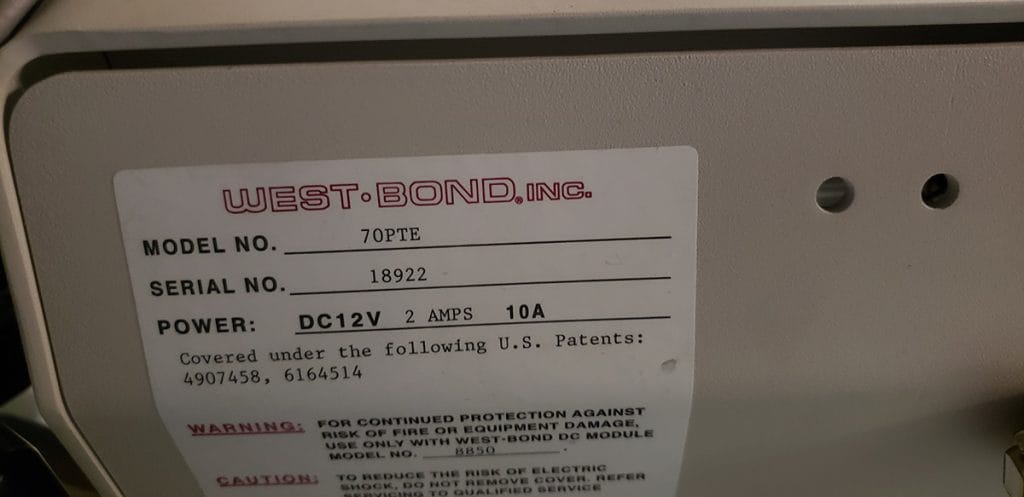 WEST·BOND® INC.
MODEL NO. 70PTE
SERIAL NO. 18922
POWER: DC12V 2 AMPS 10A
Covered under the following U.S. Patents:
4907458, 6164514
WARNING: FOR CONTINUED PROTECTION AGAINST
RISK OF FIRE OR EQUIPMENT DAMAGE,
USE ONLY WITH WEST-BOND DC MODULE
MODEL NO. 8850.
CAUTION: TO REDUCE THE RISK OF ELECTRIC
SHOCK, DO NOT REMOVE COVER. REFER
SERVICING TO QUALIFIED SERVICE